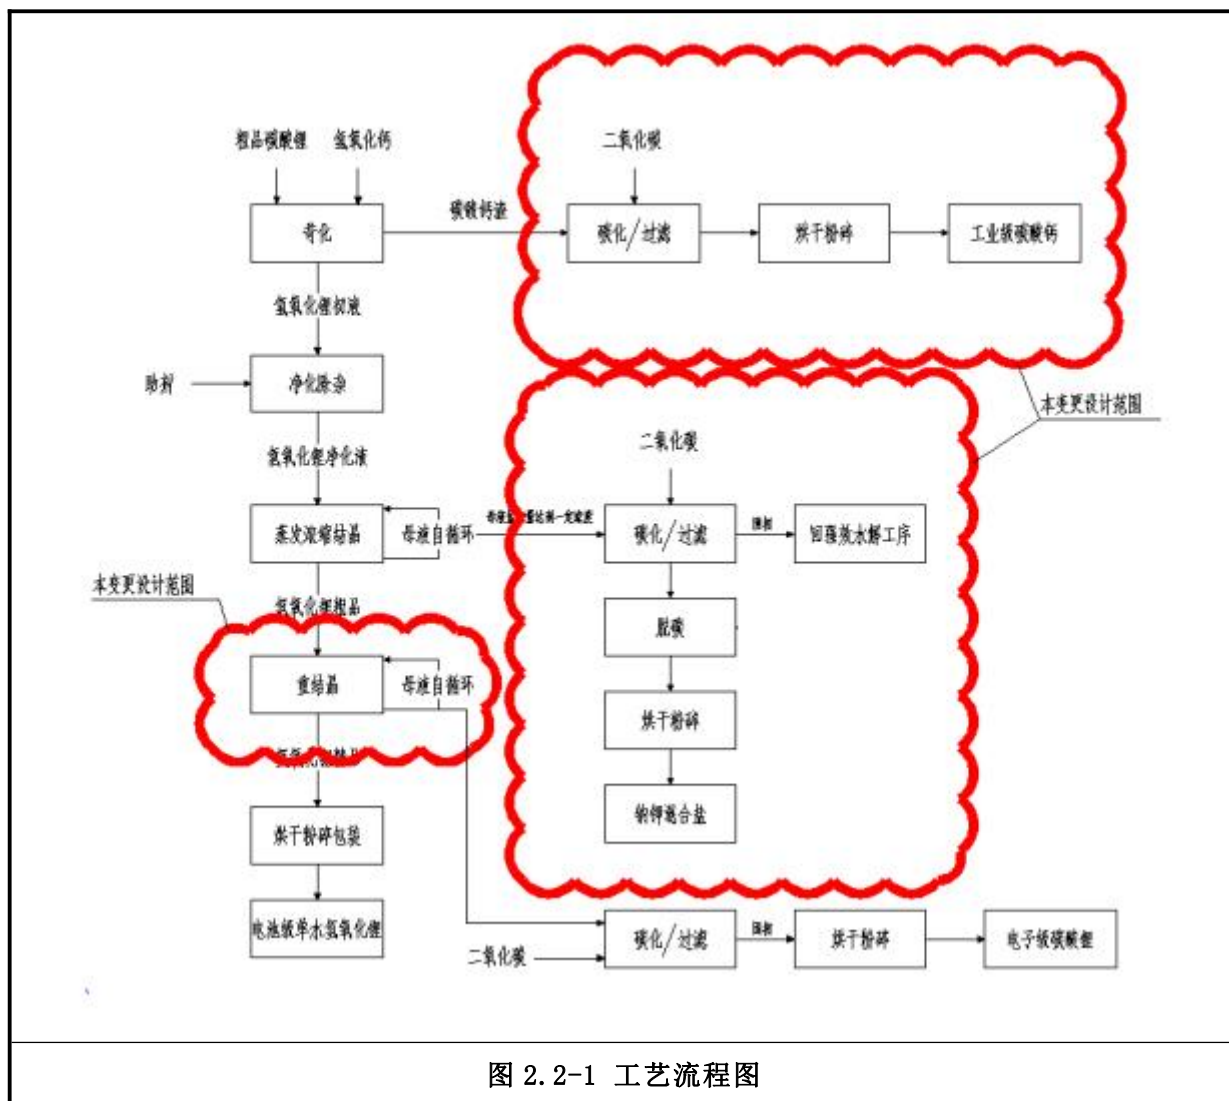 粗品碳酸锂 氢氧化钙
二氧化碳
苛化
碳酸钙渣
碳化/过滤
烘干粉碎
工业级碳酸钙
氢氧化锂初液
助剂
净化除杂
本变更设计范围
氢氧化锂净化液
二氧化碳
蒸发浓缩结晶
母液自循环
碳化/过滤
固相
回强效水解工序
本变更设计范围
氢氧化锂粗品
脱碳
重结晶
母液自循环
烘干粉碎
钠钾混合盐
烘干粉碎包装
电池级单水氢氧化锂
二氧化碳
碳化/过滤
固相
烘干粉碎
电子级碳酸锂
图 2.2-1 工艺流程图